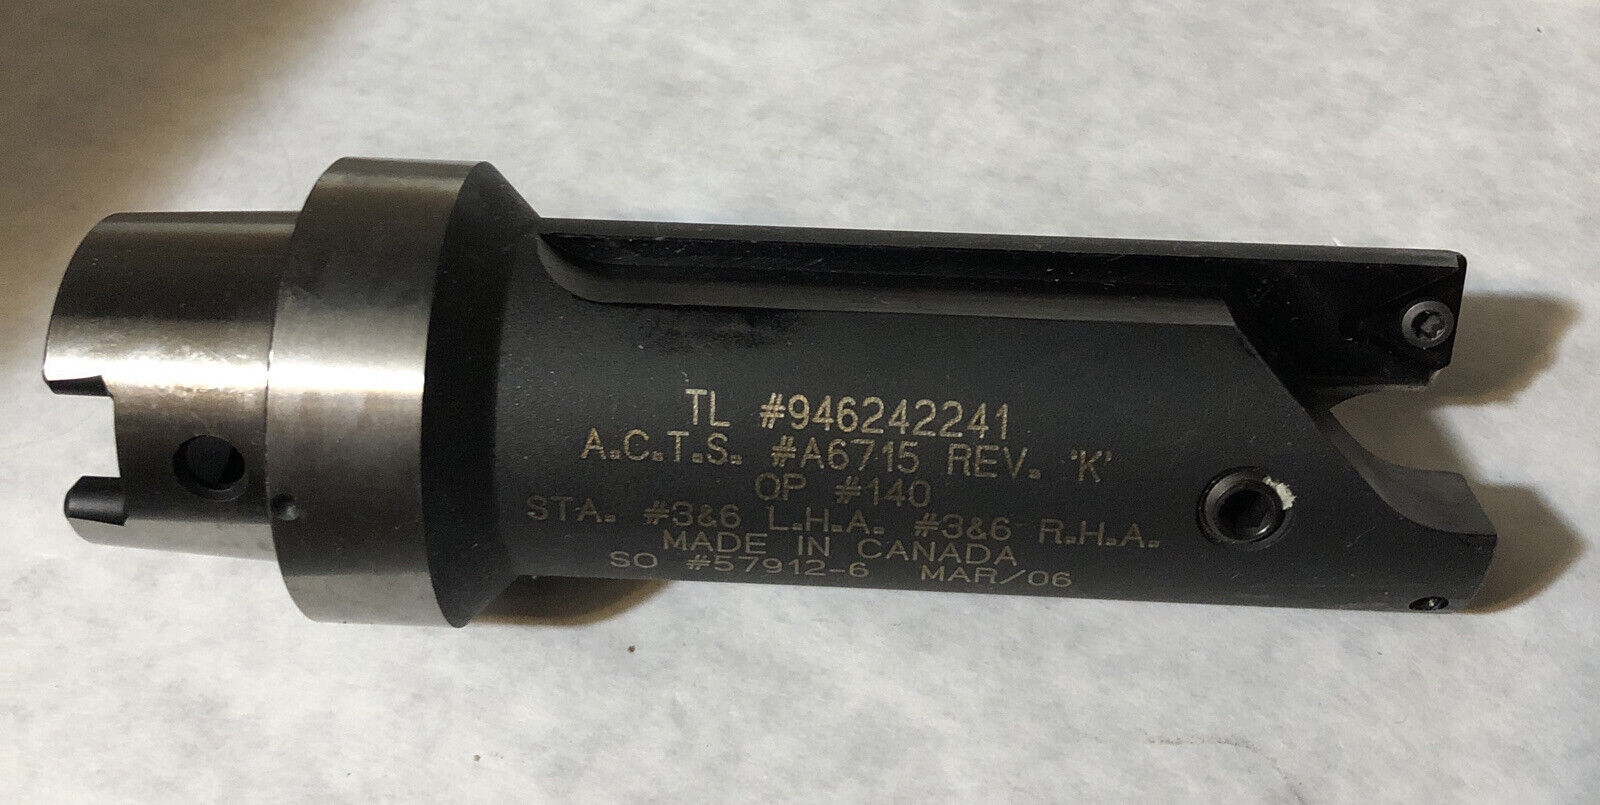 TL #946242241
A.C.T.S. #A6715 REV. 'K'
OP #140
STA. #3&6 L.H.A. #3&6 R.H.A.
MADE IN CANADA
SO #57912-6 MAR/06